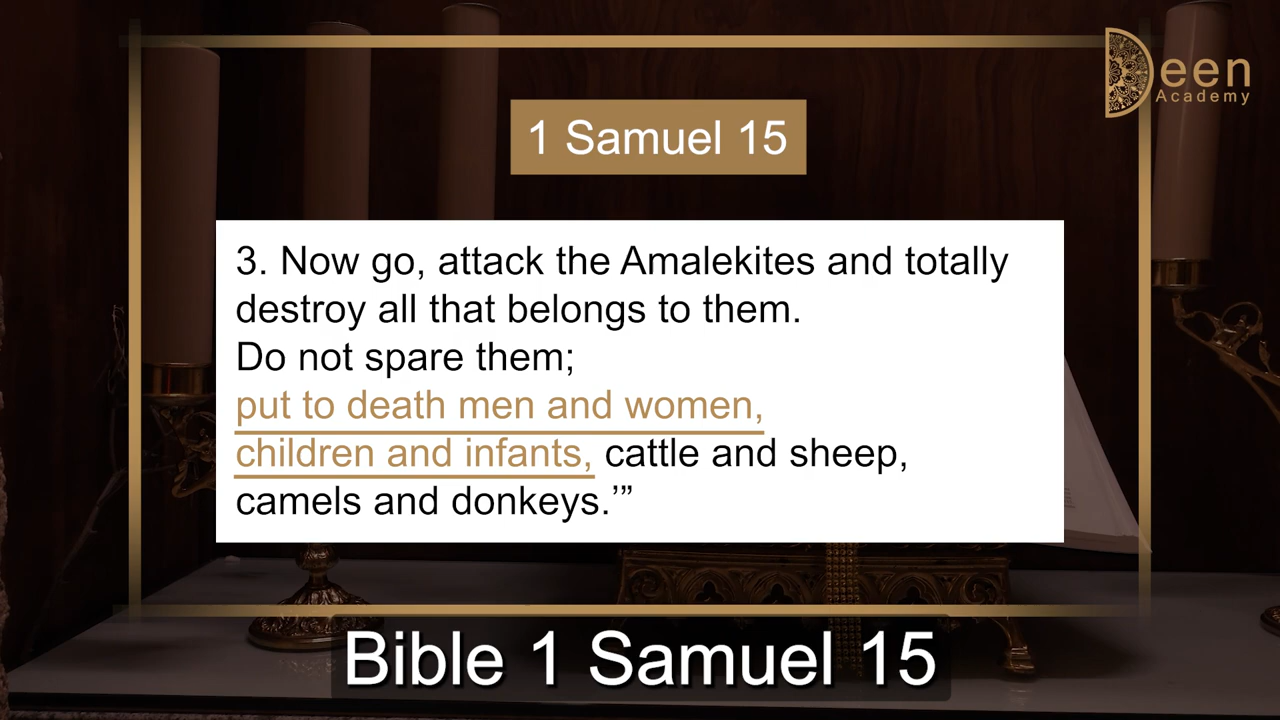 Deen
Academy
1 Samuel 15
3. Now go, attack the Amalekites and totally
destroy all that belongs to them.
Do not spare them;
put to death men and women,
children and infants, cattle and sheep,
camels and donkeys.’”
Bible 1 Samuel 15